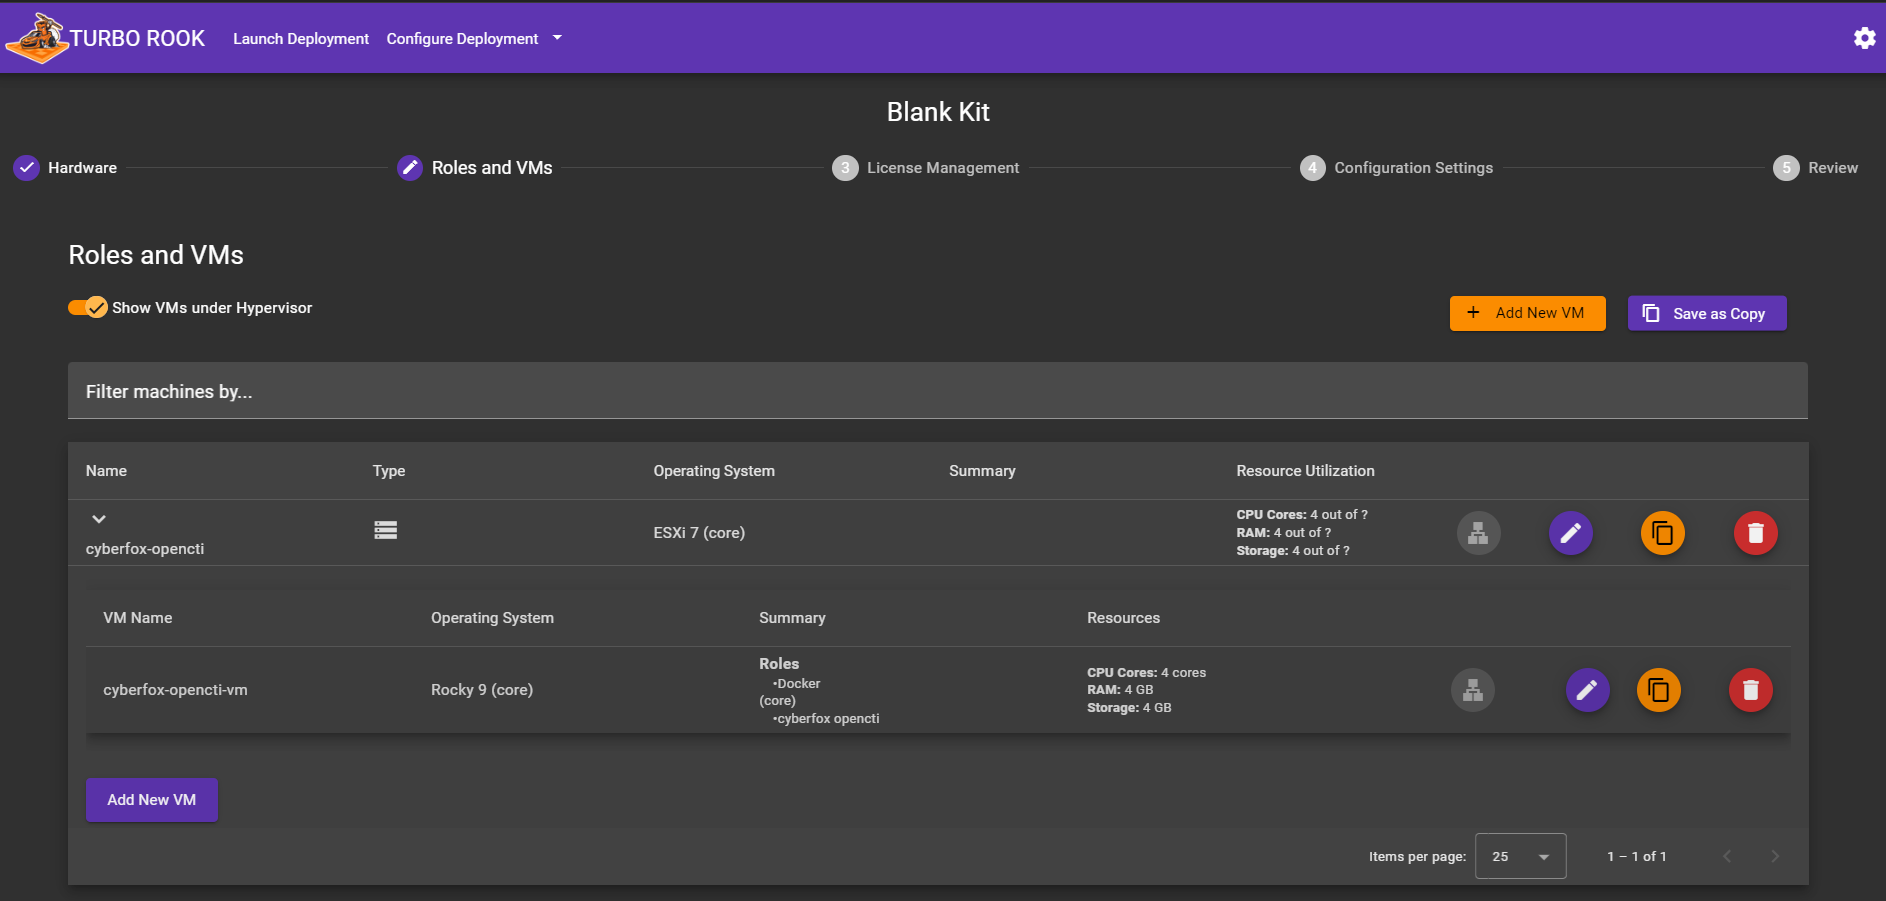 TURBO ROOK
Launch Deployment
Configure Deployment
Blank Kit
Hardware
Roles and VMs
3 License Management
4 Configuration Settings
5 Review
Roles and VMs
Show VMs under Hypervisor
+ Add New VM
Save as Copy
Filter machines by...
Name
Type
Operating System
Summary
Resource Utilization
cyberfox-opencti
ESXi 7 (core)
CPU Cores: 4 out of ?
RAM: 4 out of ?
Storage: 4 out of ?
VM Name
Operating System
Summary
Resources
cyberfox-opencti-vm
Rocky 9 (core)
Roles
•Docker
(core)
•cyberfox opencti
CPU Cores: 4 cores
RAM: 4 GB
Storage: 4 GB
Add New VM
Items per page:
25
1 – 1 of 1